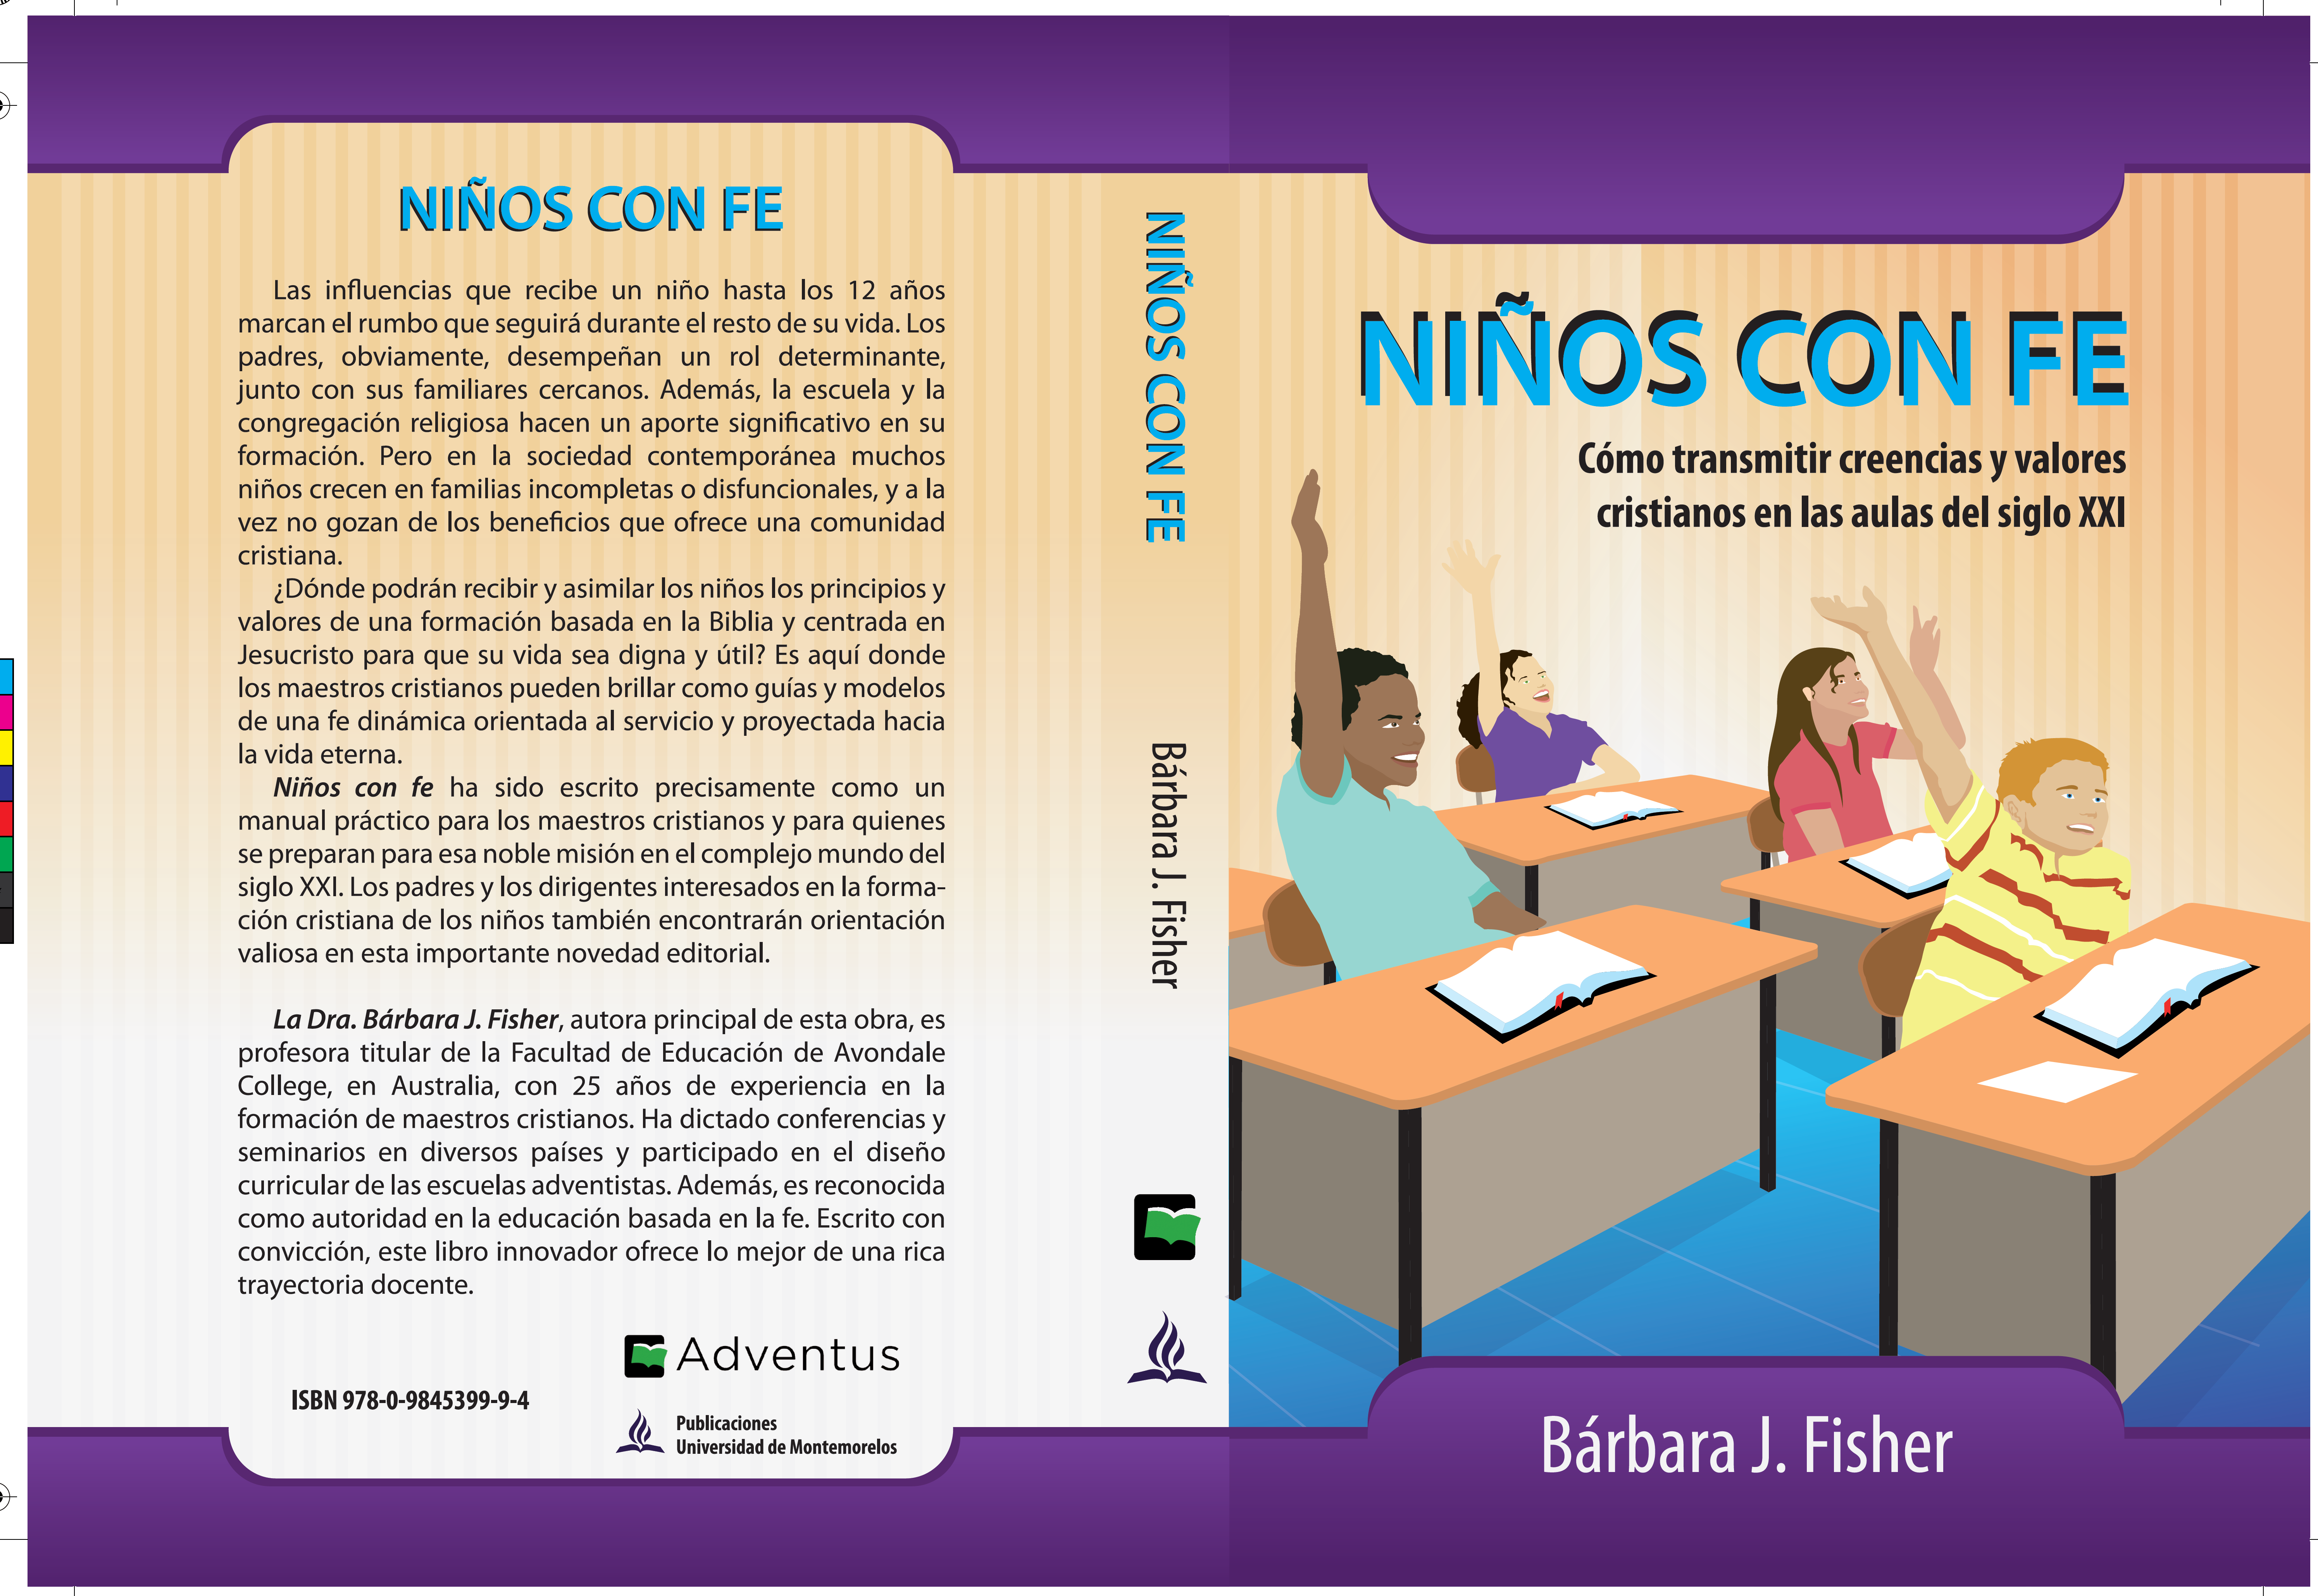 NIÑOS CON FE
Las influencias que recibe un niño hasta los 12 años
marcan el rumbo que seguirá durante el resto de su vida. Los
padres, obviamente, desempeñan un rol determinante,
junto con sus familiares cercanos. Además, la escuela y la
congregación religiosa hacen un aporte significativo en su
formación. Pero en la sociedad contemporánea muchos
niños crecen en familias incompletas o disfuncionales, y a la
vez no gozan de los beneficios que ofrece una comunidad
cristiana.
¿Dónde podrán recibir y asimilar los niños los principios y
valores de una formación basada en la Biblia y centrada en
Jesucristo para que su vida sea digna y útil? Es aquí donde
los maestros cristianos pueden brillar como guías y modelos
de una fe dinámica orientada al servicio y proyectada hacia
la vida eterna.
Niños con fe ha sido escrito precisamente como un
manual práctico para los maestros cristianos y para quienes
se preparan para esa noble misión en el complejo mundo del
siglo XXI. Los padres y los dirigentes interesados en la forma-
ción cristiana de los niños también encontrarán orientación
valiosa en esta importante novedad editorial.
La Dra. Bárbara J. Fisher, autora principal de esta obra, es
profesora titular de la Facultad de Educación de Avondale
College, en Australia, con 25 años de experiencia en la
formación de maestros cristianos. Ha dictado conferencias y
seminarios en diversos países y participado en el diseño
curricular de las escuelas adventistas. Además, es reconocida
como autoridad en la educación basada en la fe. Escrito con
convicción, este libro innovador ofrece lo mejor de una rica
trayectoria docente.
Adventus
ISBN 978-0-9845399-9-4
Publicaciones
Universidad de Montemorelos
NIÑOS CON FE
Bárbara J. Fisher
NIÑOS CON FE
Cómo transmitir creencias y valores
cristianos en las aulas del siglo XXI
Bárbara J. Fisher